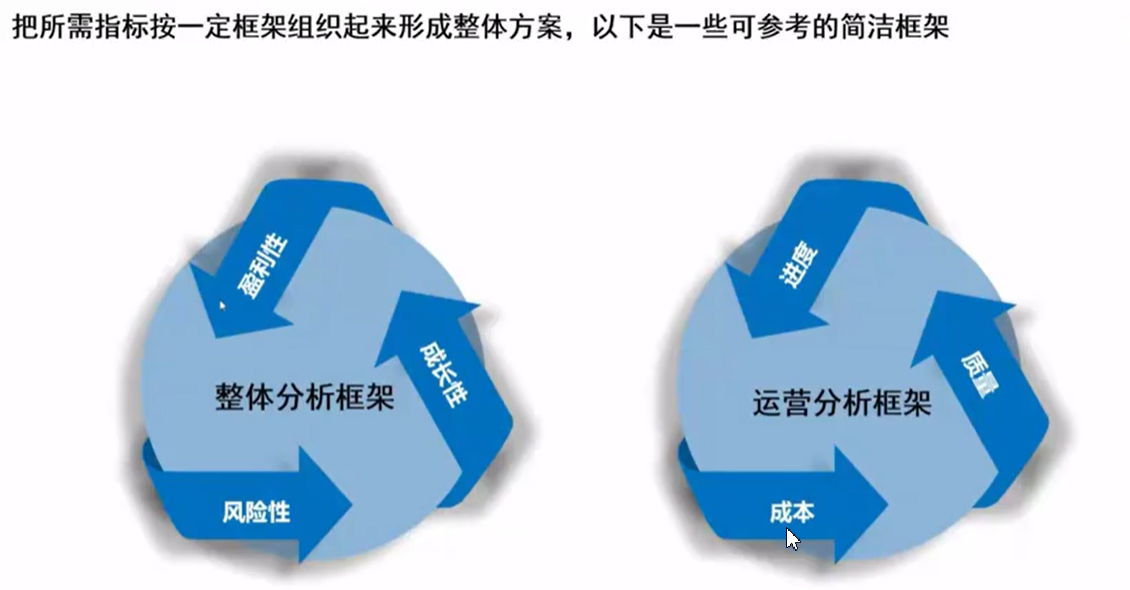 把所需指标按一定框架组织起来形成整体方案，以下是一些可参考的简洁框架
盈利性
成长性
整体分析框架
风险性
进度
质量
运营分析框架
成本